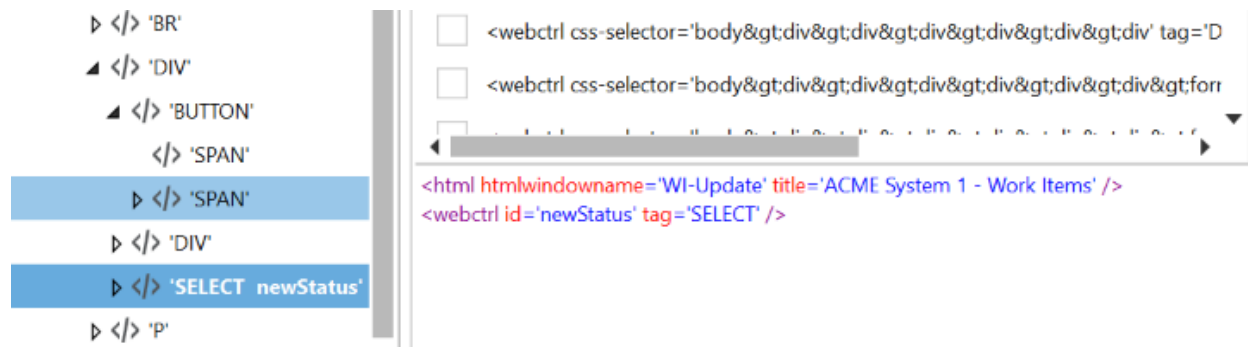 </> 'BR'
</> 'DIV'
</> 'BUTTON'
</> 'SPAN'
</> 'SPAN'
</> 'DIV'
</> 'SELECT newStatus'
</> 'P'
<webctrl css-selector='body&gt;div&gt;div&gt;div&gt;div&gt;div&gt;div' tag='D
<webctrl css-selector='body&gt;div&gt;div&gt;div&gt;div&gt;div&gt;forr
<html htmlwindowname='WI-Update' title='ACME System 1 - Work Items' />
<webctrl id='newStatus' tag='SELECT' />